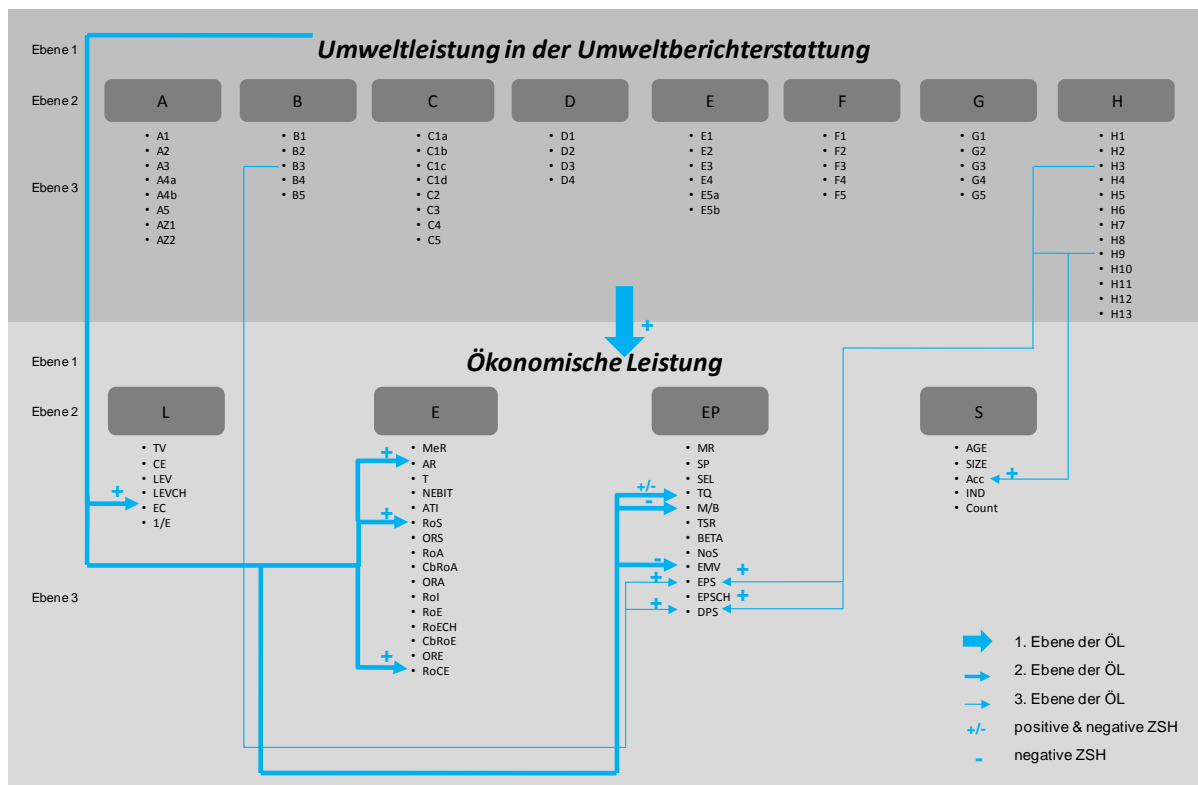 Ebene 1
Umweltleistung in der Umweltberichterstattung
Ebene 2
A
B
C
D
E
F
G
H
Ebene 3
• A1
• A2
• A3
• A4a
• A4b
• A5
• AZ1
• AZ2
• B1
• B2
• B3
• B4
• B5
• C1a
• C1b
• C1c
• C1d
• C2
• C3
• C4
• C5
• D1
• D2
• D3
• D4
• E1
• E2
• E3
• E4
• E5a
• E5b
• F1
• F2
• F3
• F4
• F5
• G1
• G2
• G3
• G4
• G5
• H1
• H2
• H3
• H4
• H5
• H6
• H7
• H8
• H9
• H10
• H11
• H12
• H13
+
Ebene 1
Ökonomische Leistung
Ebene 2
L
E
EP
S
Ebene 3
• TV
• CE
• LEV
• LEVCH
+
• EC
• 1/E
• MeR
+
• AR
• T
• NEBIT
• ATI
+
• RoS
• ORS
• RoA
• CbRoA
• ORA
• RoI
• RoE
• RoECH
• CbRoE
• ORE
+
• RoCE
• MR
• SP
• SEL
+/-
• TQ
-
• M/B
• TSR
• BETA
• NoS
-
• EMV
+
• EPS
+
• EPSCH
+
+
• DPS
• AGE
• SIZE
• Acc
+
• IND
• Count
1. Ebene der ÖL
2. Ebene der ÖL
3. Ebene der ÖL
+/- positive & negative ZSH
- negative ZSH